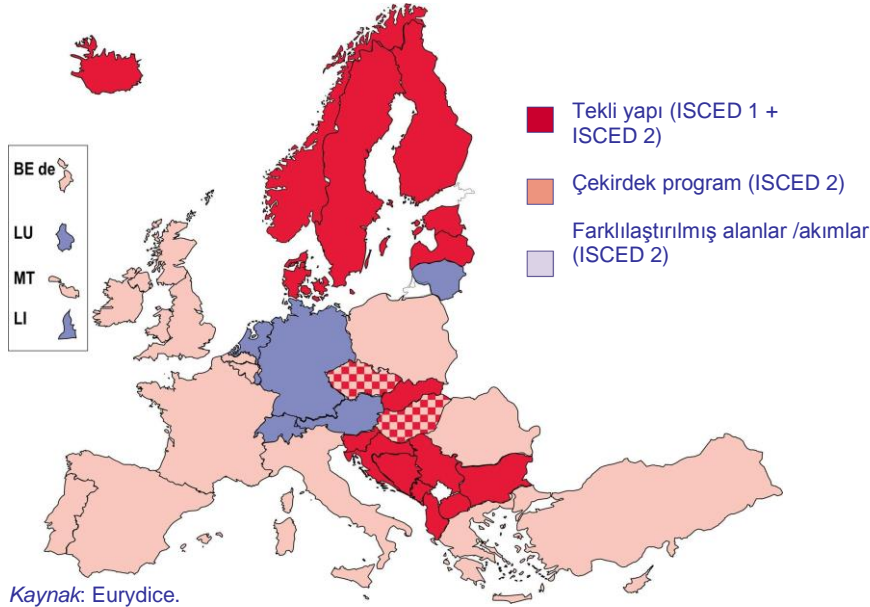 BE de
LU
MT
LI
Tekli yapı (ISCED 1 +
ISCED 2)
Çekirdek program (ISCED 2)
Farklılaştırılmış alanlar /akımlar
(ISCED 2)
Kaynak: Eurydice.